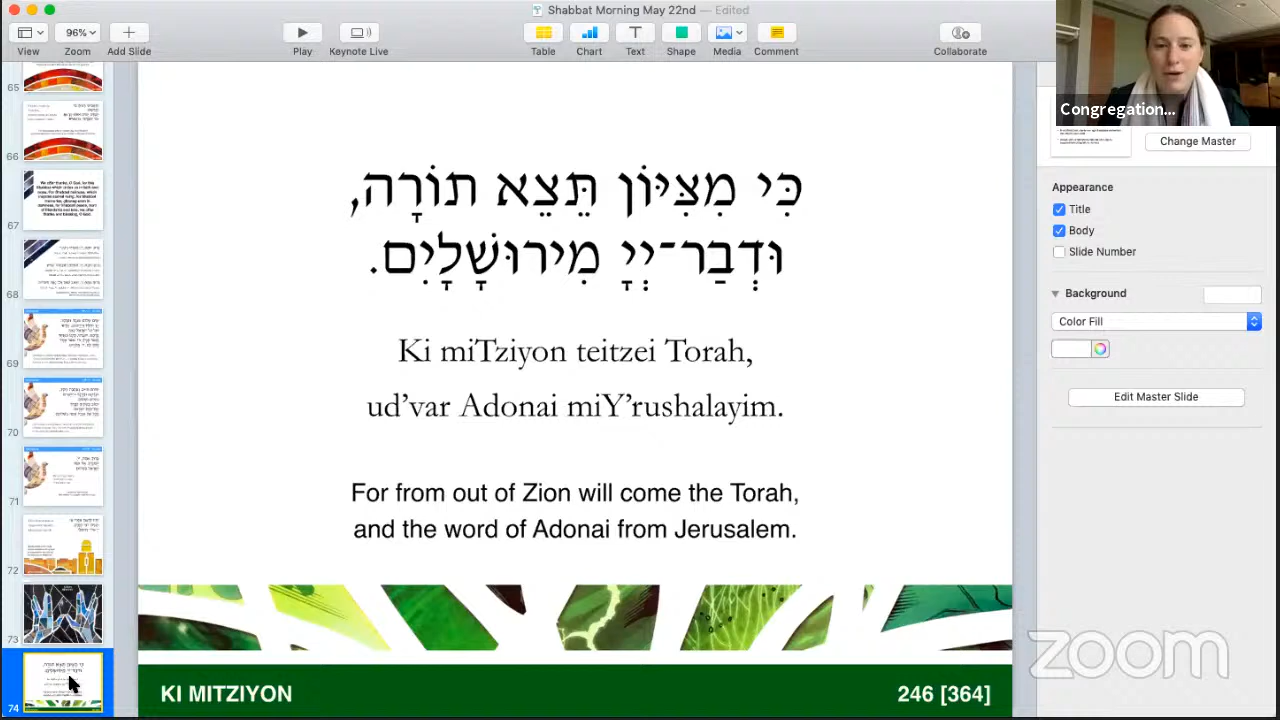 Shabbat Morning May 22nd — Edited
View
96%
Zoom
Add Slide
Play
Keynote Live
Table
Chart
Text
Shape
Media
Comment
Collaborate
Congregation...
65
66
67
68
69
70
71
72
73
74
כִּי מִצִּיּוֹן תֵּצֵא תוֹרָה,
וּדְבַר־יְיָ מִירוּשָׁלָיִם.
Ki miTziyon teitzei Torah,
ud’var Adonai miY’rushalayim.
For from out of Zion will come the Torah,
and the word of Adonai from Jerusalem.
KI MITZIYON
246 [364]
Change Master
Appearance
Title
Body
Slide Number
Background
Color Fill
Edit Master Slide
zoom